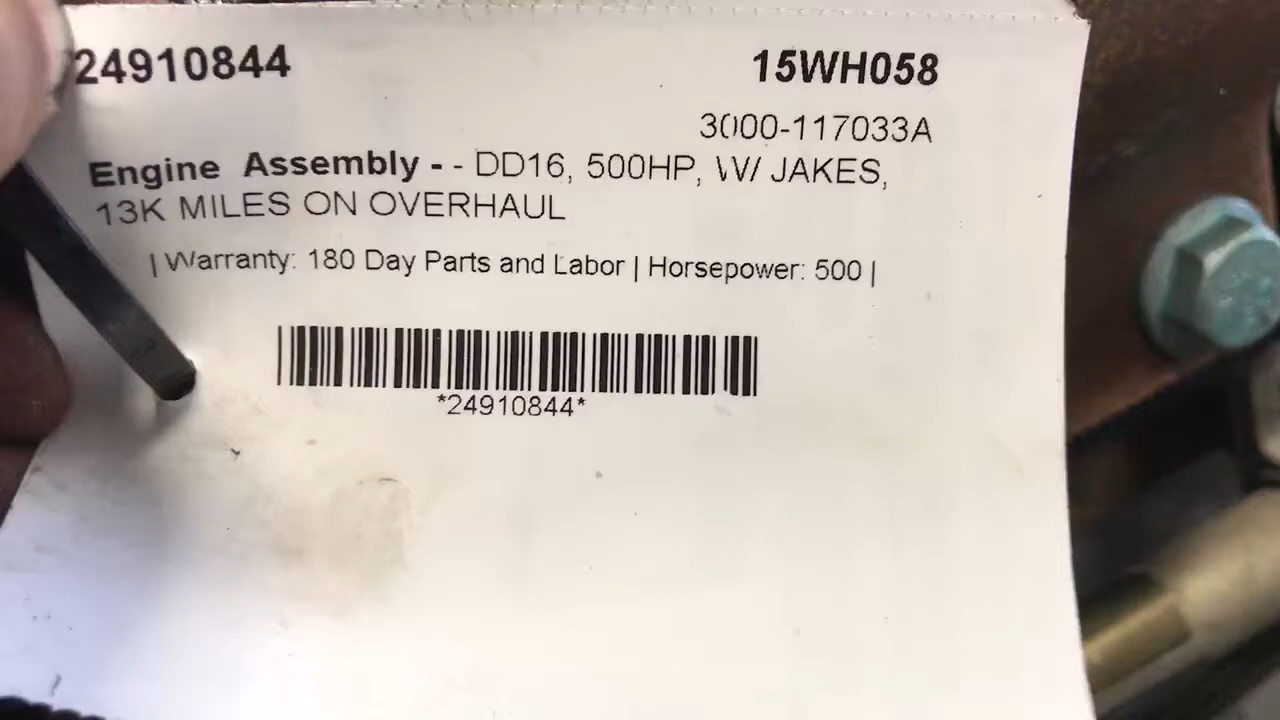 24910844 15WH058
3000-117033A
Engine Assembly - - DD16, 500HP, W/ JAKES,
13K MILES ON OVERHAUL
| Warranty: 180 Day Parts and Labor | Horsepower: 500 |
*24910844*